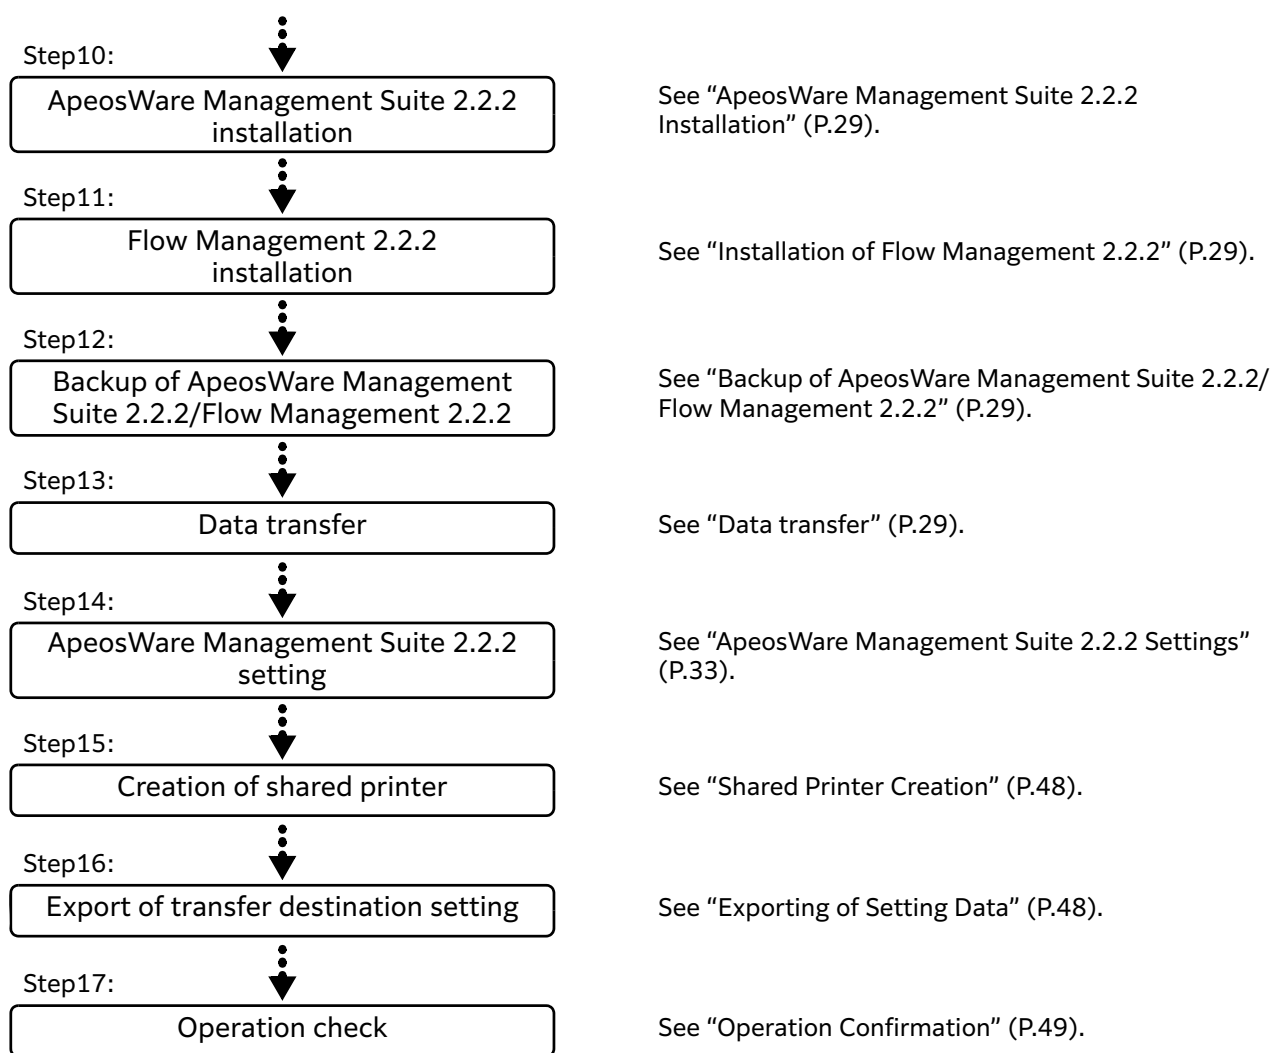 Step10:
ApeosWare Management Suite 2.2.2
installation
See “ApeosWare Management Suite 2.2.2
Installation” (P.29).
Step11:
Flow Management 2.2.2
installation
See “Installation of Flow Management 2.2.2” (P.29).
Step12:
Backup of ApeosWare Management
Suite 2.2.2/Flow Management 2.2.2
See “Backup of ApeosWare Management Suite 2.2.2/
Flow Management 2.2.2” (P.29).
Step13:
Data transfer
See “Data transfer” (P.29).
Step14:
ApeosWare Management Suite 2.2.2
setting
See “ApeosWare Management Suite 2.2.2 Settings”
(P.33).
Step15:
Creation of shared printer
See “Shared Printer Creation” (P.48).
Step16:
Export of transfer destination setting
See “Exporting of Setting Data” (P.48).
Step17:
Operation check
See “Operation Confirmation” (P.49).